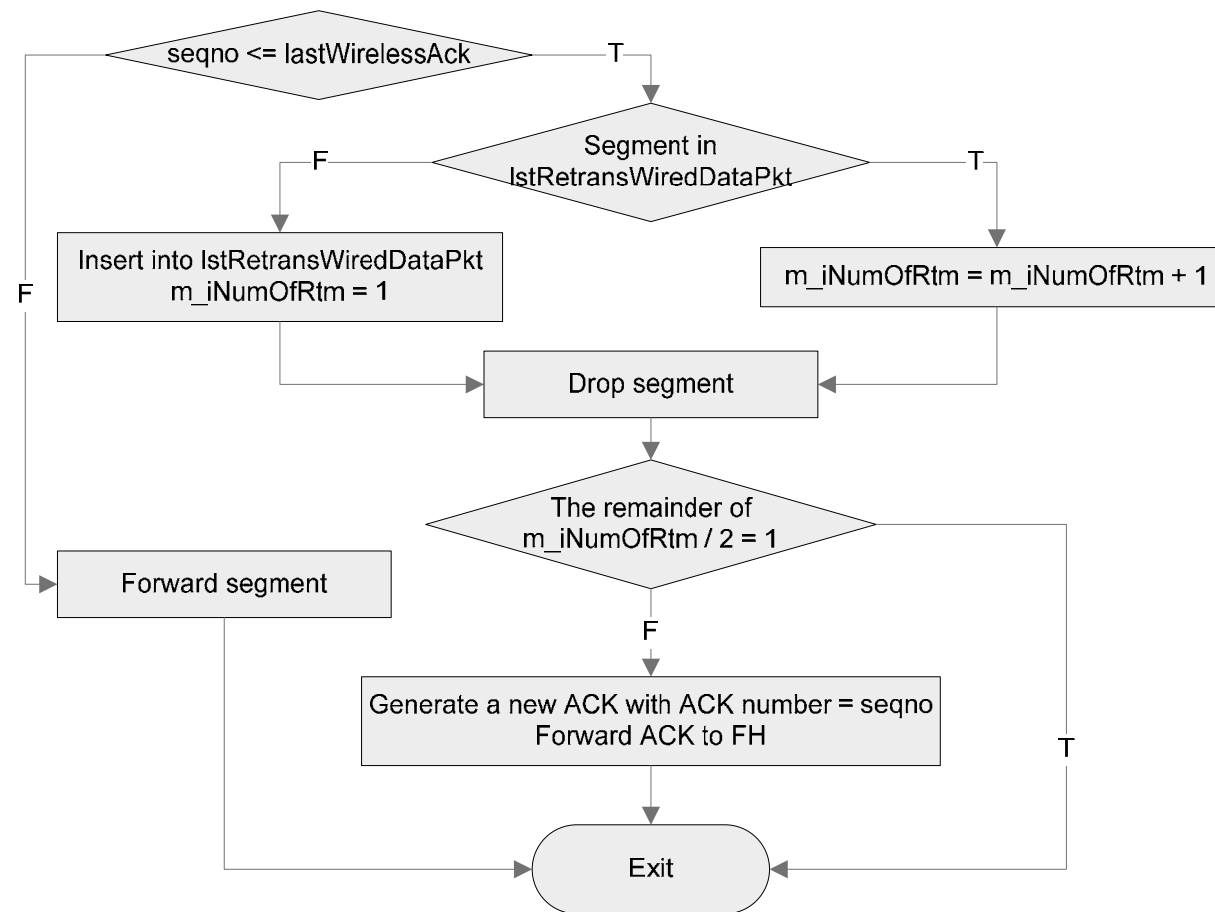 seqno <= lastWirelessAck
T
Segment in
lstRetransWiredDataPkt
F
T
Insert into lstRetransWiredDataPkt
m_iNumOfRtm = 1
m_iNumOfRtm = m_iNumOfRtm + 1
F
Drop segment
The remainder of
m_iNumOfRtm / 2 = 1
Forward segment
F
Generate a new ACK with ACK number = seqno
Forward ACK to FH
T
Exit